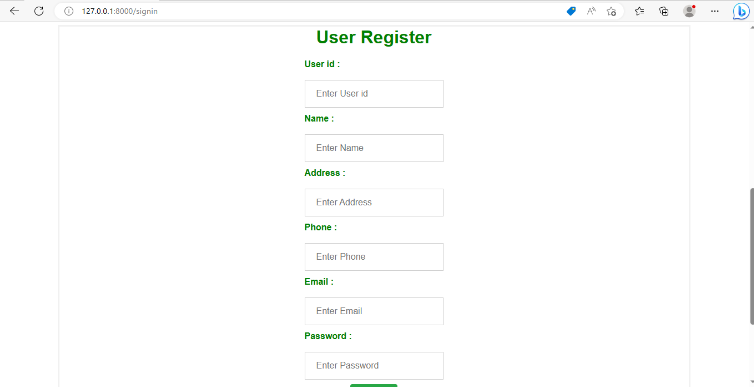 127.0.0.1:8000/signin
User Register
User id :
Enter User id
Name :
Enter Name
Address :
Enter Address
Phone :
Enter Phone
Email :
Enter Email
Password :
Enter Password